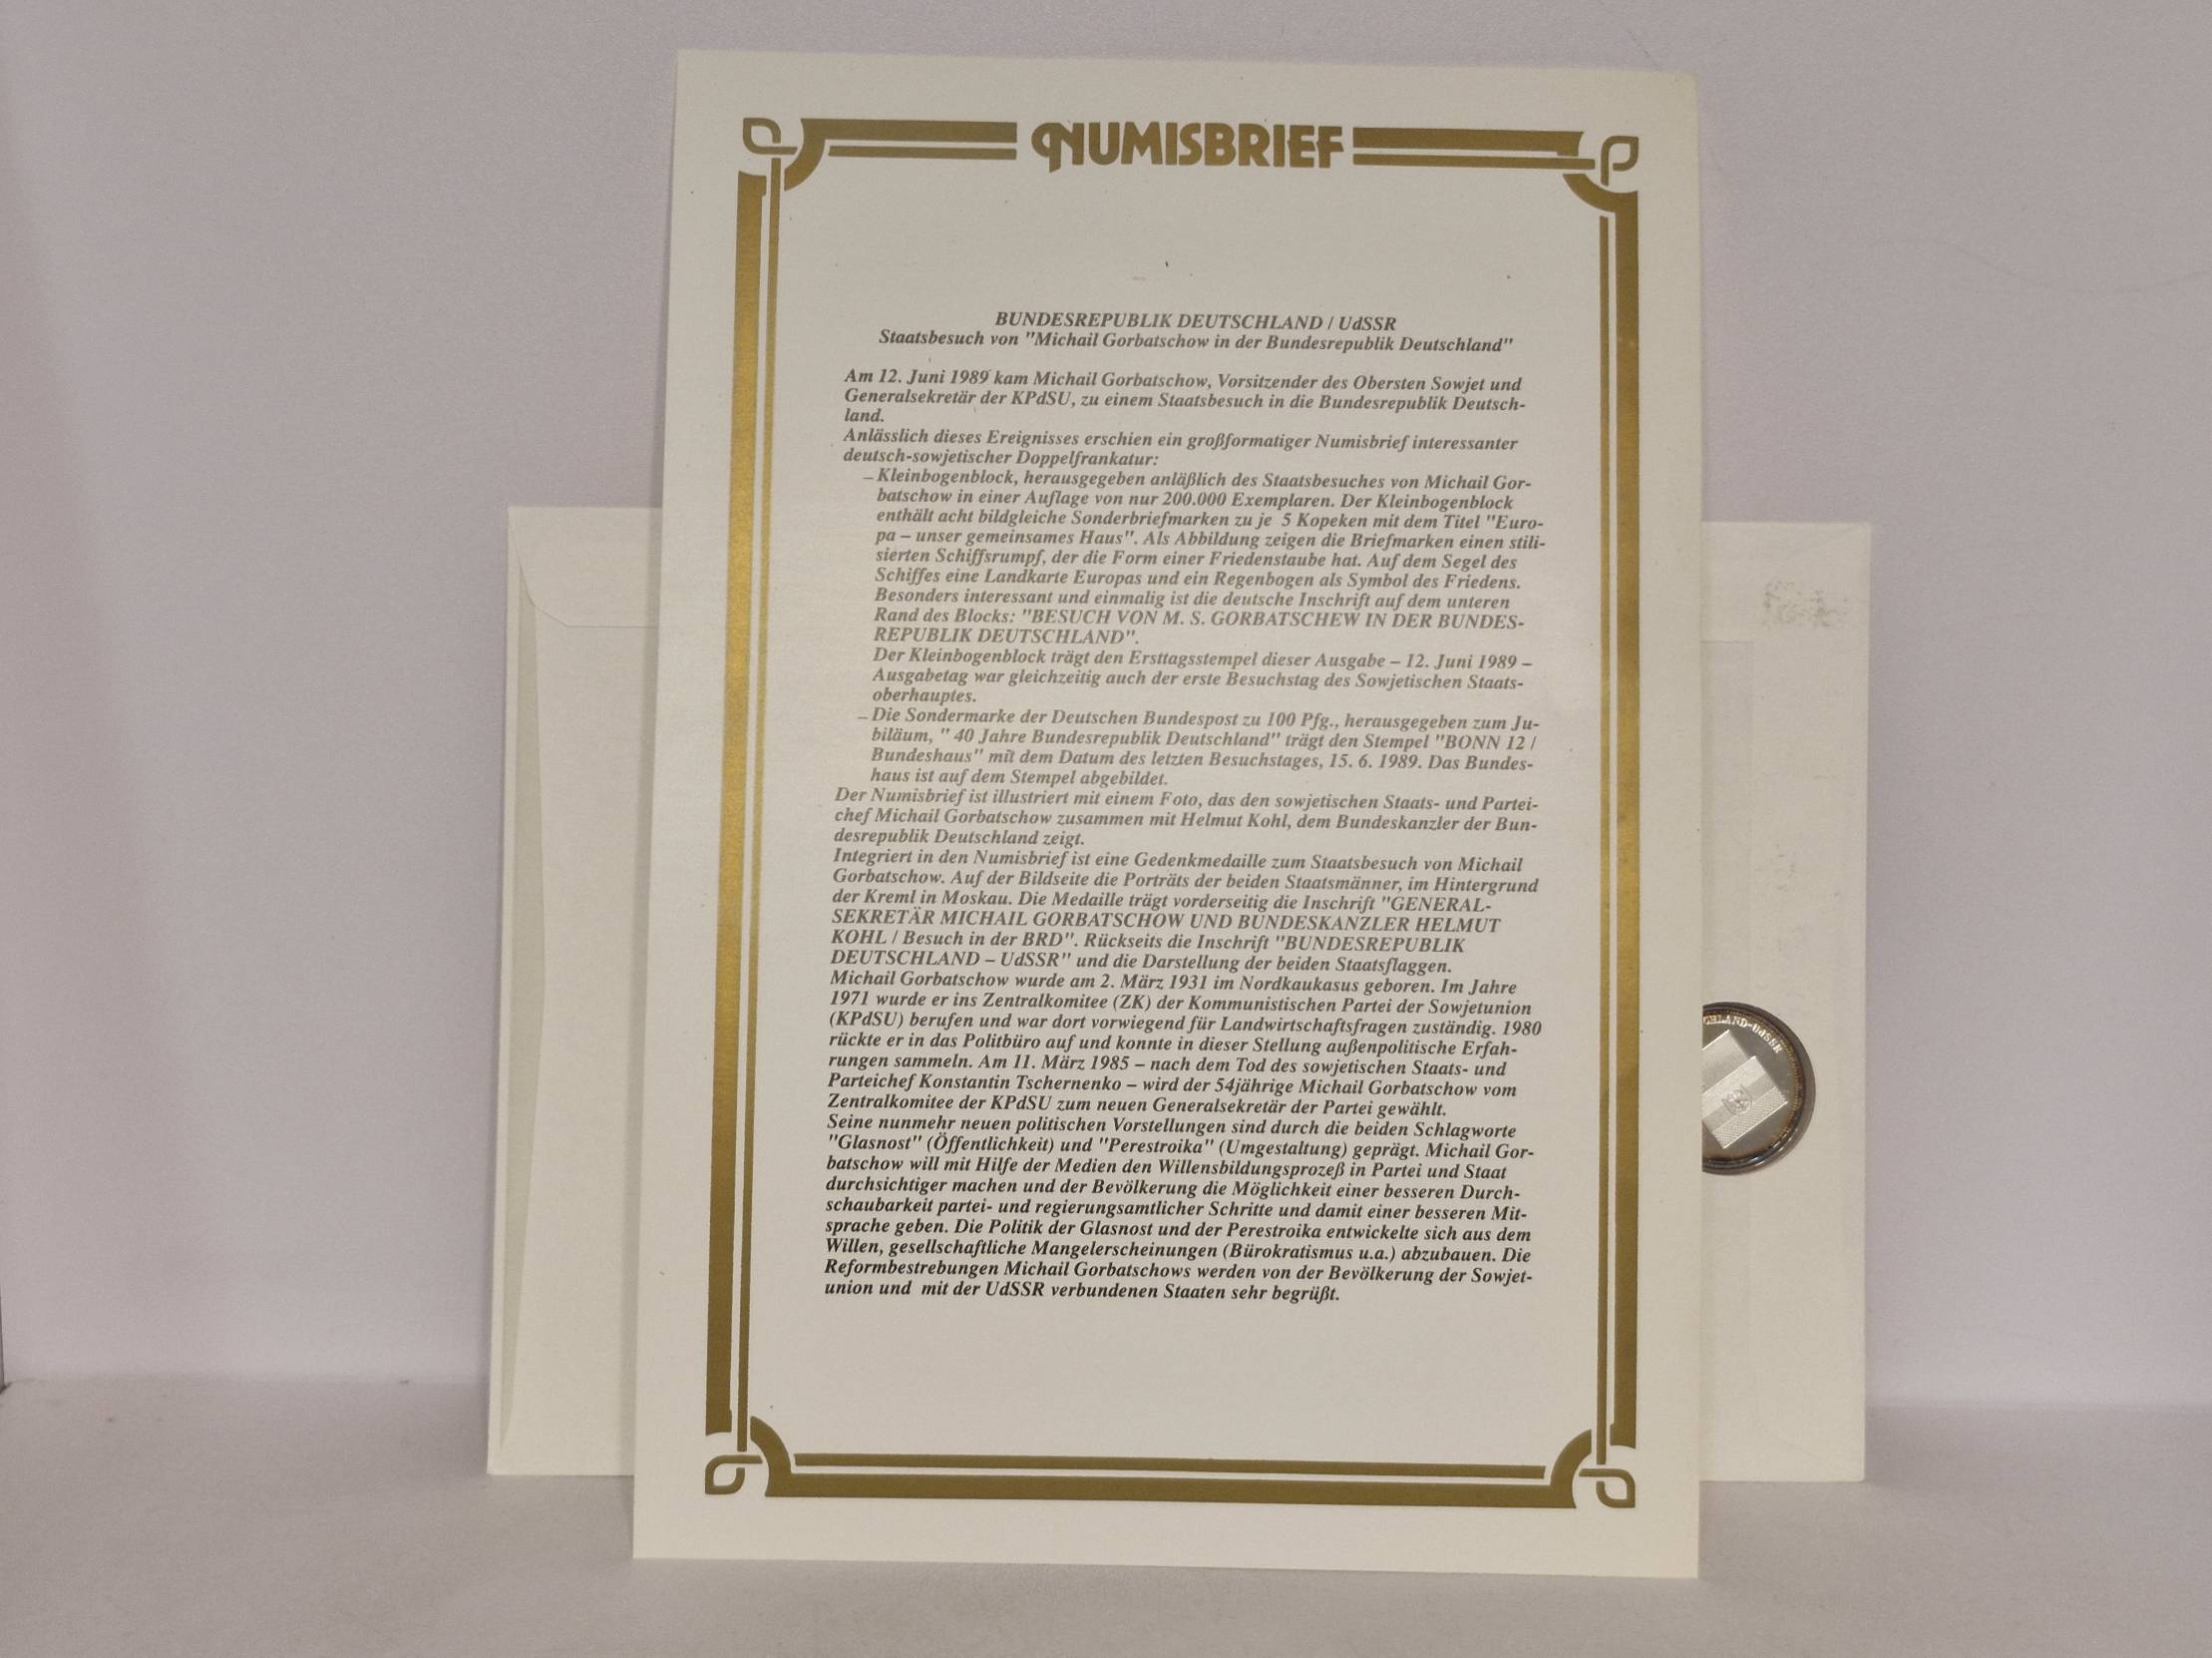 NUMISBRIEF
BUNDESREPUBLIK DEUTSCHLAND / UdSSR
Staatsbesuch von "Michail Gorbatschow in der Bundesrepublik Deutschland"
Am 12. Juni 1989 kam Michail Gorbatschow, Vorsitzender des Obersten Sowjet und
Generalsekretär der KPdSU, zu einem Staatsbesuch in die Bundesrepublik Deutsch-
land.
Anlässlich dieses Ereignisses erschien ein großformatiger Numisbrief interessanter
deutsch-sowjetischer Doppelfrankatur:
– Kleinbogenblock, herausgegeben anläßlich des Staatsbesuches von Michail Gor-
batschow in einer Auflage von nur 200.000 Exemplaren. Der Kleinbogenblock
enthält acht bildgleiche Sonderbriefmarken zu je 5 Kopeken mit dem Titel "Euro-
pa – unser gemeinsames Haus". Als Abbildung zeigen die Briefmarken einen stili-
sierten Schiffsrumpf, der die Form einer Friedenstaube hat. Auf dem Segel des
Schiffes eine Landkarte Europas und ein Regenbogen als Symbol des Friedens.
Besonders interessant und einmalig ist die deutsche Inschrift auf dem unteren
Rand des Blocks: "BESUCH VON M. S. GORBATSCHEW IN DER BUNDES-
REPUBLIK DEUTSCHLAND".
Der Kleinbogenblock trägt den Ersttagsstempel dieser Ausgabe – 12. Juni 1989 –
Ausgabetag war gleichzeitig auch der erste Besuchstag des Sowjetischen Staats-
oberhauptes.
– Die Sondermarke der Deutschen Bundespost zu 100 Pfg., herausgegeben zum Ju-
biläum, " 40 Jahre Bundesrepublik Deutschland" trägt den Stempel "BONN 12 /
Bundeshaus" mit dem Datum des letzten Besuchstages, 15. 6. 1989. Das Bundes-
haus ist auf dem Stempel abgebildet.
Der Numisbrief ist illustriert mit einem Foto, das den sowjetischen Staats- und Partei-
chef Michail Gorbatschow zusammen mit Helmut Kohl, dem Bundeskanzler der Bun-
desrepublik Deutschland zeigt.
Integriert in den Numisbrief ist eine Gedenkmedaille zum Staatsbesuch von Michail
Gorbatschow. Auf der Bildseite die Porträts der beiden Staatsmänner, im Hintergrund
der Kreml in Moskau. Die Medaille trägt vorderseitig die Inschrift "GENERAL-
SEKRETÄR MICHAIL GORBATSCHOW UND BUNDESKANZLER HELMUT
KOHL / Besuch in der BRD". Rückseits die Inschrift "BUNDESREPUBLIK
DEUTSCHLAND – UdSSR" und die Darstellung der beiden Staatsflaggen.
Michail Gorbatschow wurde am 2. März 1931 im Nordkaukasus geboren. Im Jahre
1971 wurde er ins Zentralkomitee (ZK) der Kommunistischen Partei der Sowjetunion
(KPdSU) berufen und war dort vorwiegend für Landwirtschaftsfragen zuständig. 1980
rückte er in das Politbüro auf und konnte in dieser Stellung außenpolitische Erfah-
rungen sammeln. Am 11. März 1985 – nach dem Tod des sowjetischen Staats- und
Parteichef Konstantin Tschernenko – wird der 54jährige Michail Gorbatschow vom
Zentralkomitee der KPdSU zum neuen Generalsekretär der Partei gewählt.
Seine nunmehr neuen politischen Vorstellungen sind durch die beiden Schlagworte
"Glasnost" (Öffentlichkeit) und "Perestroika" (Umgestaltung) geprägt. Michail Gor-
batschow will mit Hilfe der Medien den Willensbildungsprozeß in Partei und Staat
durchsichtiger machen und der Bevölkerung die Möglichkeit einer besseren Durch-
schaubarkeit partei- und regierungsamtlicher Schritte und damit einer besseren Mit-
sprache geben. Die Politik der Glasnost und der Perestroika entwickelte sich aus dem
Willen, gesellschaftliche Mangelerscheinungen (Bürokratismus u.a.) abzubauen. Die
Reformbestrebungen Michail Gorbatschows werden von der Bevölkerung der Sowjet-
union und mit der UdSSR verbundenen Staaten sehr begrüßt.
CHLAND-UdSSR